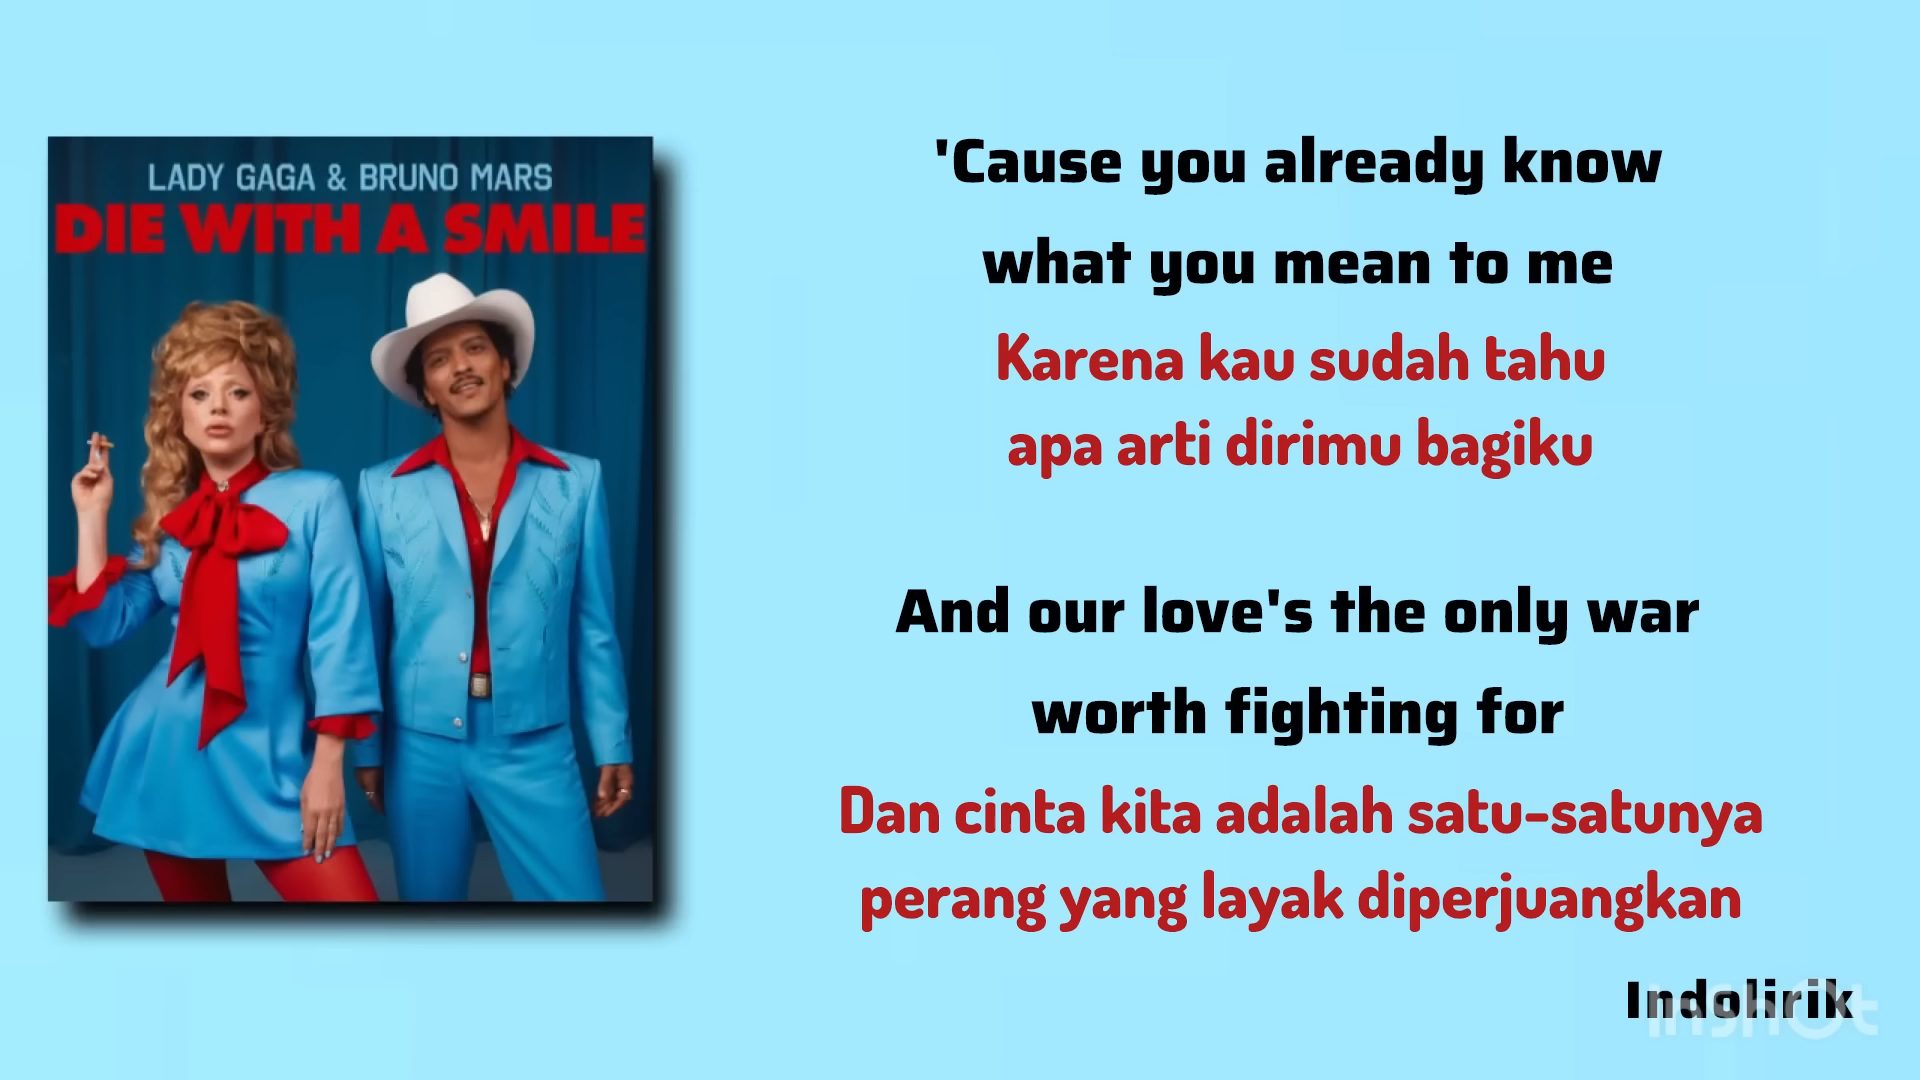 LADY GAGA & BRUNO MARS
DIE WITH A SMILE
'Cause you already know
what you mean to me
Karena kau sudah tahu
apa arti dirimu bagiku
And our love's the only war
worth fighting for
Dan cinta kita adalah satu-satunya
perang yang layak diperjuangkan
Indolirik
InShOt